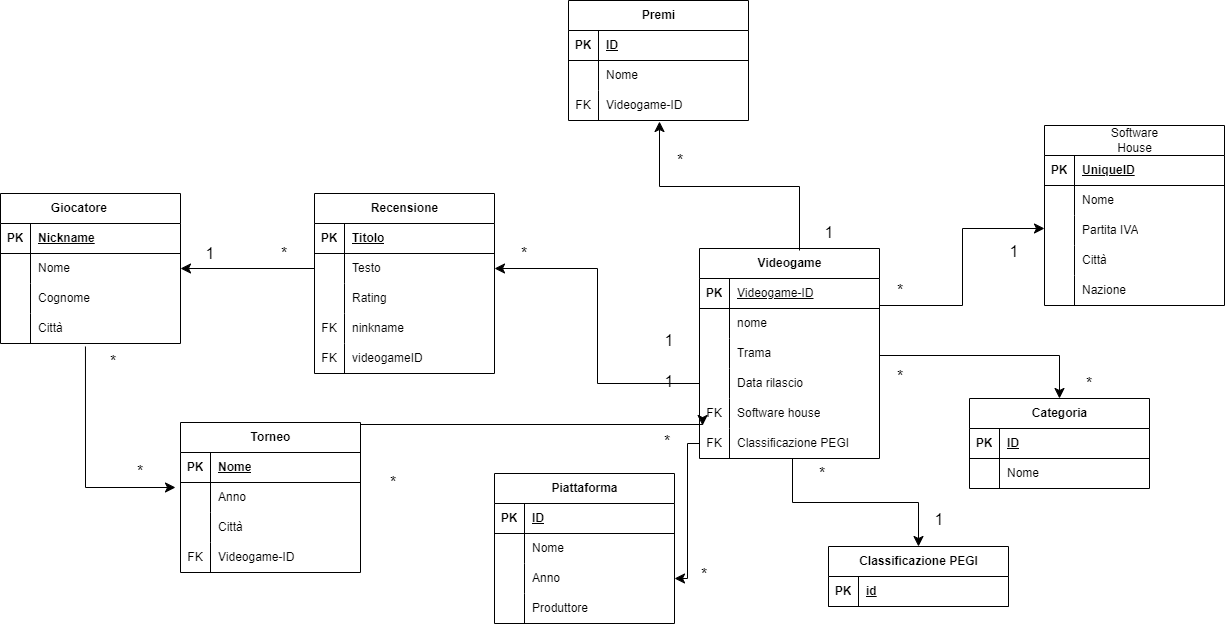 Premi
PK ID
Nome
FK Videogame-ID
*
1
Software
House
PK UniqueID
Nome
Partita IVA
Città
Nazione
1
*
Giocatore
PK Nickname
Nome
Cognome
Città
1
*
Recensione
PK Titolo
Testo
Rating
FK ninkname
FK videogameID
*
1
Videogame
PK Videogame-ID
nome
Trama
Data rilascio
FK Software house
FK Classificazione PEGI
*
*
Categoria
PK ID
Nome
*
*
Torneo
PK Nome
Anno
Città
FK Videogame-ID
1
*
*
*
Piattaforma
PK ID
Nome
Anno
Produttore
*
1
Classificazione PEGI
PK id